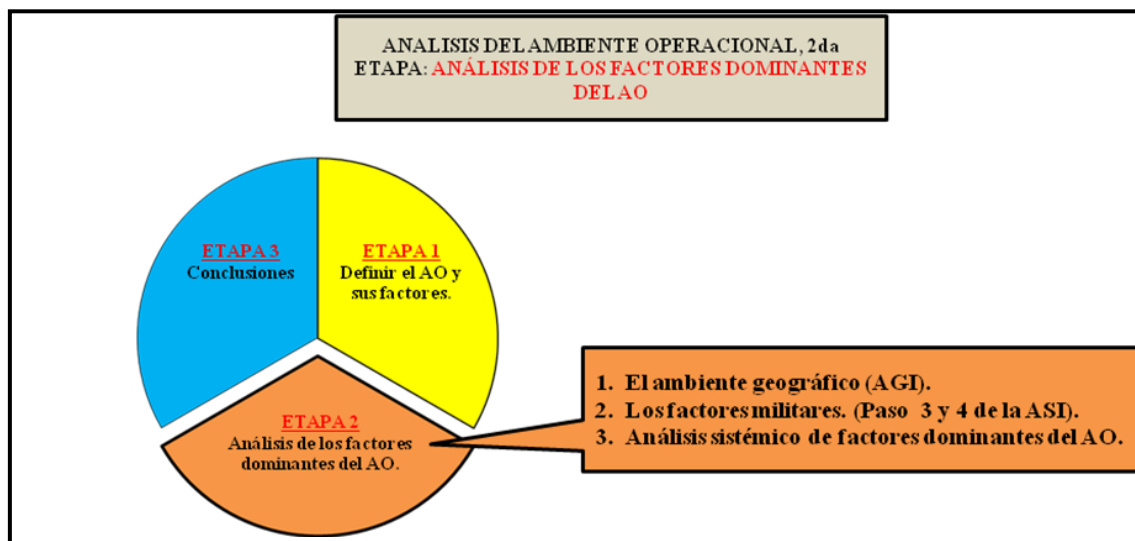 ANALISIS DEL AMBIENTE OPERACIONAL, 2da
ETAPA: ANÁLISIS DE LOS FACTORES DOMINANTES
DEL AO
ETAPA 3
Conclusiones
ETAPA 1
Definir el AO y
sus factores.
ETAPA 2
Análisis de los factores
dominantes del AO.
1. El ambiente geográfico (AGI).
2. Los factores militares. (Paso 3 y 4 de la ASI).
3. Análisis sistémico de factores dominantes del AO.